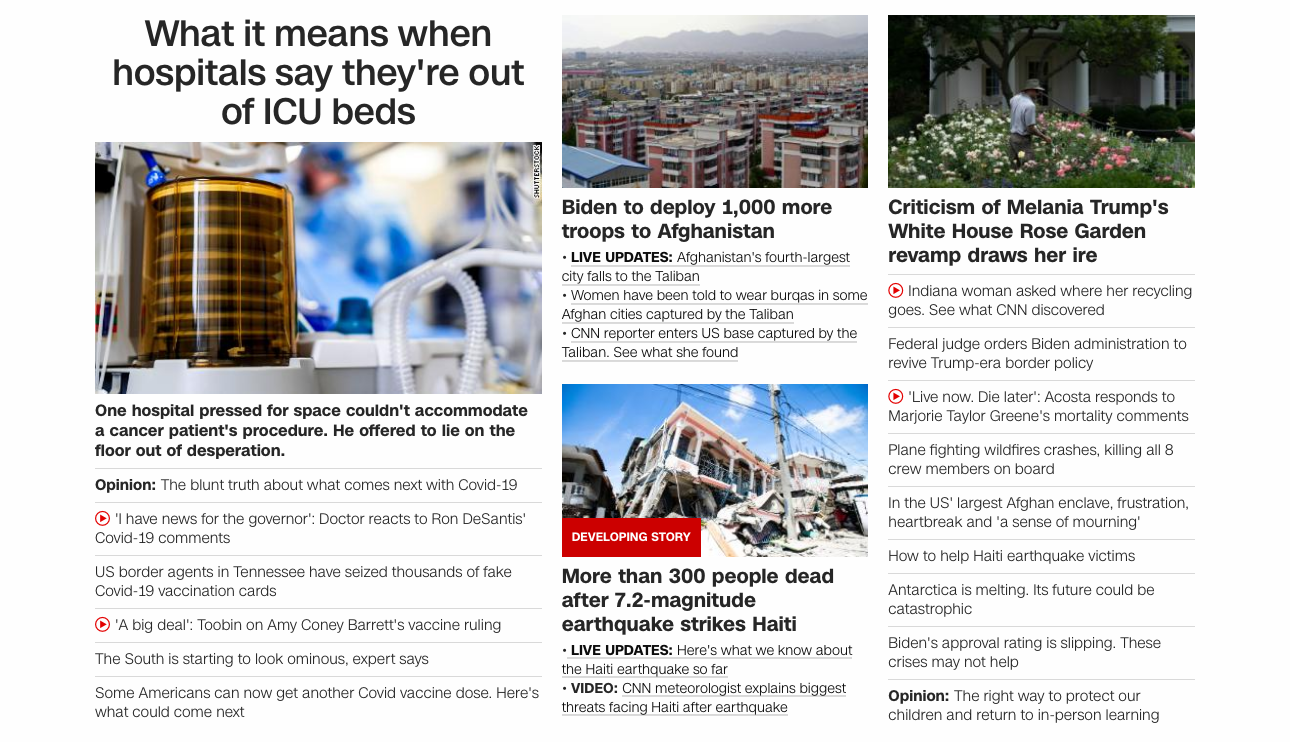 What it means when
hospitals say they're out
of ICU beds
SHUTTERSTOCK
One hospital pressed for space couldn't accommodate
a cancer patient's procedure. He offered to lie on the
floor out of desperation.
Opinion: The blunt truth about what comes next with Covid-19
'I have news for the governor': Doctor reacts to Ron DeSantis'
Covid-19 comments
US border agents in Tennessee have seized thousands of fake
Covid-19 vaccination cards
'A big deal': Toobin on Amy Coney Barrett's vaccine ruling
The South is starting to look ominous, expert says
Some Americans can now get another Covid vaccine dose. Here's
what could come next
Biden to deploy 1,000 more
troops to Afghanistan
• LIVE UPDATES: Afghanistan's fourth-largest
city falls to the Taliban
• Women have been told to wear burqas in some
Afghan cities captured by the Taliban
• CNN reporter enters US base captured by the
Taliban. See what she found
DEVELOPING STORY
More than 300 people dead
after 7.2-magnitude
earthquake strikes Haiti
• LIVE UPDATES: Here's what we know about
the Haiti earthquake so far
• VIDEO: CNN meteorologist explains biggest
threats facing Haiti after earthquake
Criticism of Melania Trump's
White House Rose Garden
revamp draws her ire
Indiana woman asked where her recycling
goes. See what CNN discovered
Federal judge orders Biden administration to
revive Trump-era border policy
'Live now. Die later': Acosta responds to
Marjorie Taylor Greene's mortality comments
Plane fighting wildfires crashes, killing all 8
crew members on board
In the US' largest Afghan enclave, frustration,
heartbreak and 'a sense of mourning'
How to help Haiti earthquake victims
Antarctica is melting. Its future could be
catastrophic
Biden's approval rating is slipping. These
crises may not help
Opinion: The right way to protect our
children and return to in-person learning